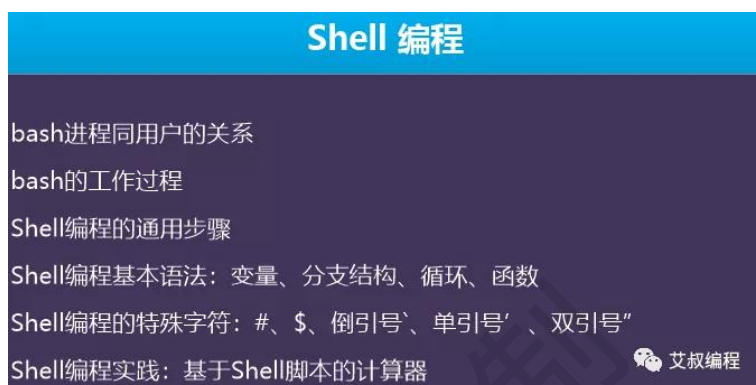 Shell 编程
bash进程同用户的关系
bash的工作过程
Shell编程的通用步骤
Shell编程基本语法：变量、分支结构、循环、函数
Shell编程的特殊字符：#、$、倒引号`、单引号’、双引号”
Shell编程实践：基于Shell脚本的计算器
艾叔编程
制